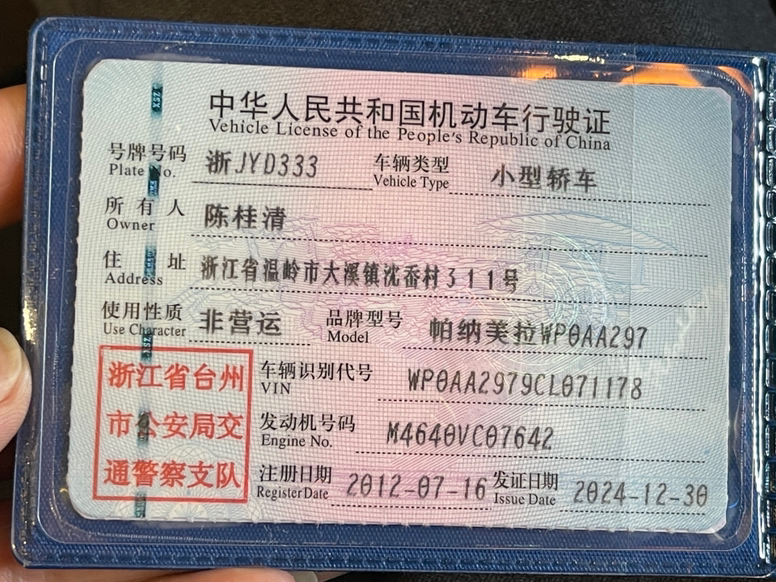 中华人民共和国机动车行驶证
Vehicle License of the People's Republic of China
号牌号码 浙JYD333 车辆类型 小型轿车
Plate No. Vehicle Type
所有人 陈桂清
Owner
住址 浙江省温岭市大溪镇沈岙村311号
Address
使用性质 非营运 品牌型号 帕纳美拉WP0AA297
Use Character Model
浙江省台州
市公安局交
通警察支队
车辆识别代号 WP0AA2979CL071178
VIN
发动机号码 M4640VC07642
Engine No.
注册日期 2012-07-16 发证日期 2024-12-30
Register Date Issue Date